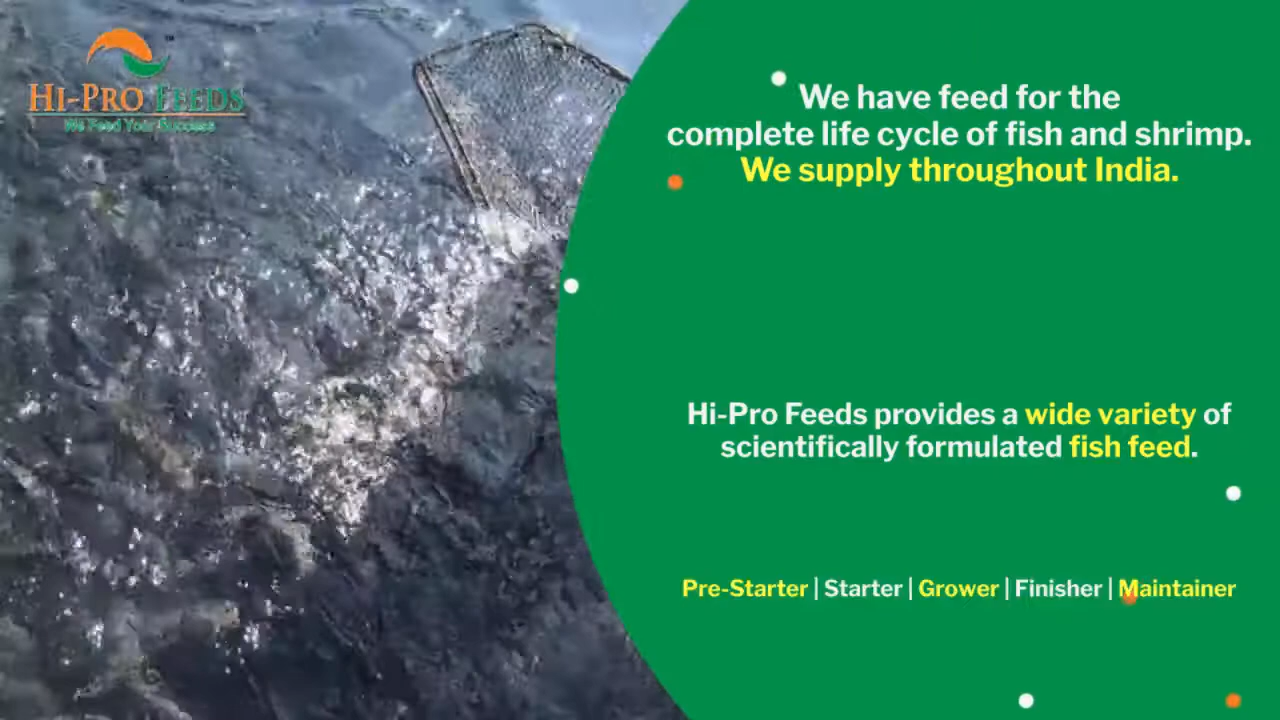 Hi-Pro Feeds
We Feed Your Success
We have feed for the
complete life cycle of fish and shrimp.
We supply throughout India.
Hi-Pro Feeds provides a wide variety of
scientifically formulated fish feed.
Pre-Starter | Starter | Grower | Finisher | Maintainer